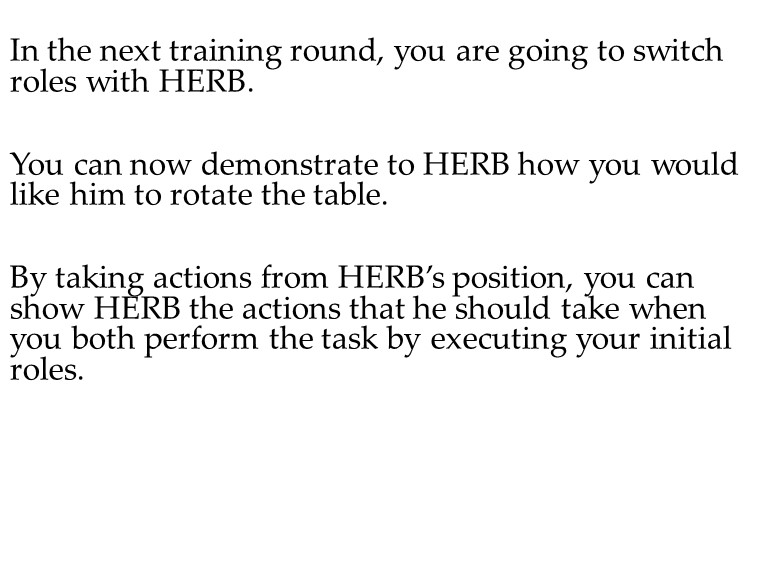 In the next training round, you are going to switch
roles with HERB.
You can now demonstrate to HERB how you would
like him to rotate the table.
By taking actions from HERB’s position, you can
show HERB the actions that he should take when
you both perform the task by executing your initial
roles.